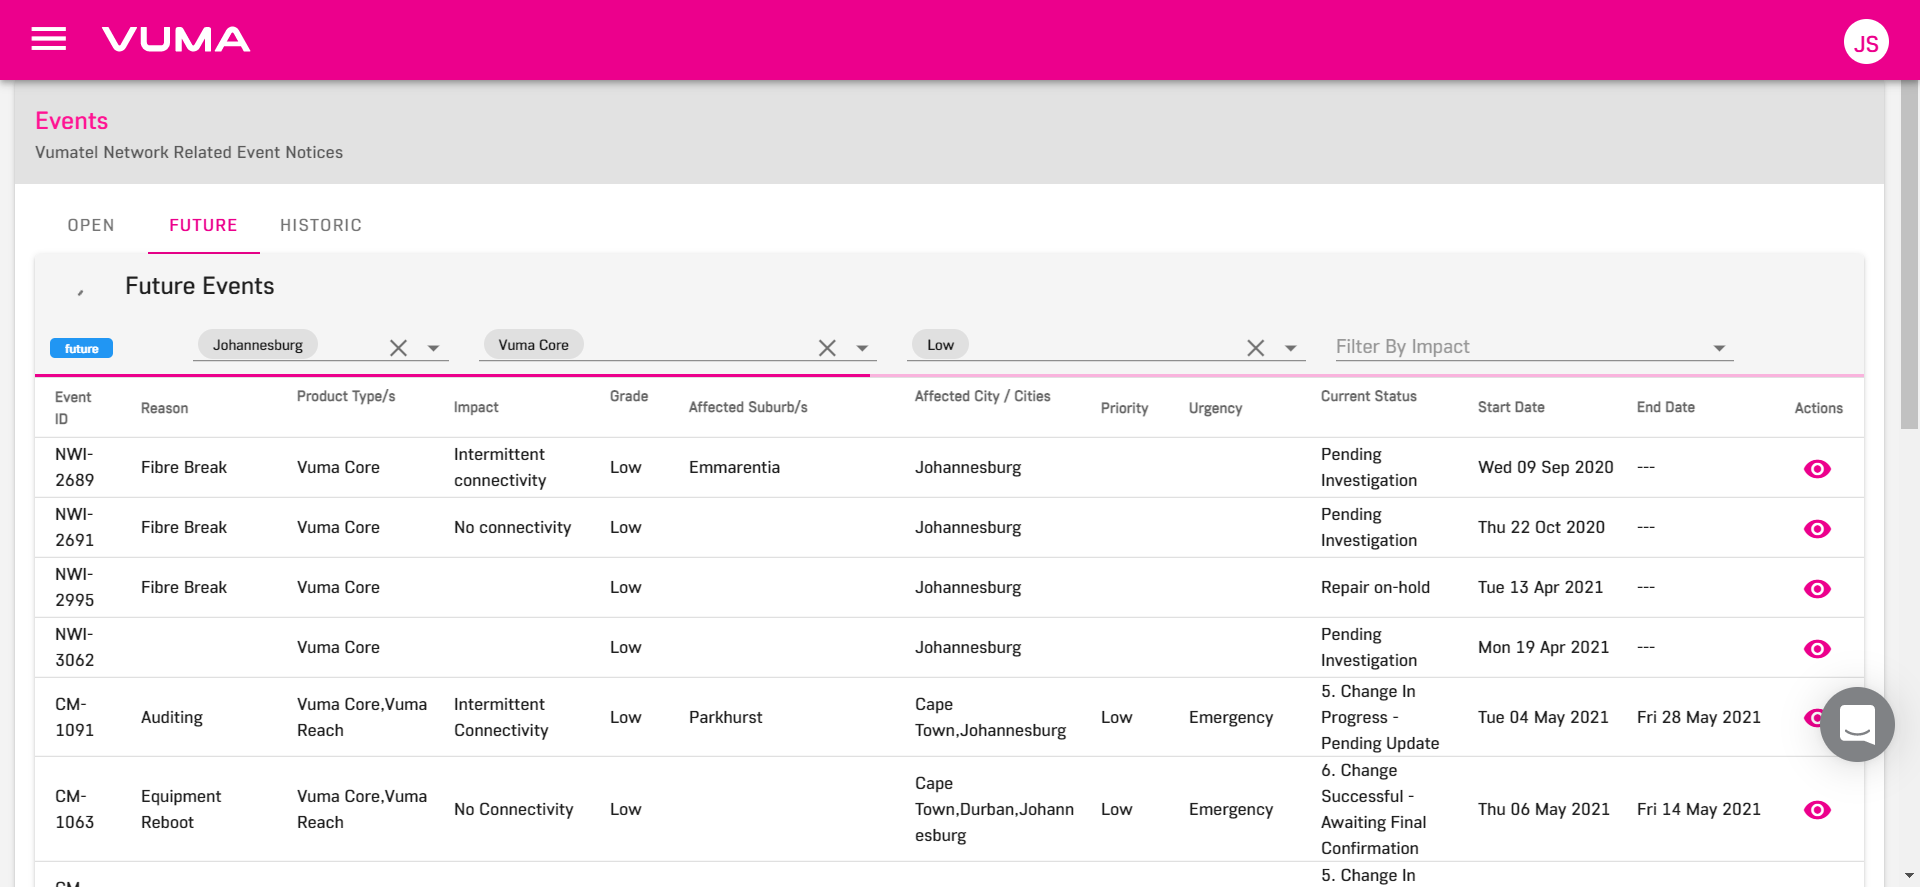 VUMA
JS
Events
Vumatel Network Related Event Notices
OPEN FUTURE HISTORIC
Future Events
future Johannesburg Vuma Core Low Filter By Impact
Event ID Reason Product Type/s Impact Grade Affected Suburb/s Affected City / Cities Priority Urgency Current Status Start Date End Date Actions
NWI-2689 Fibre Break Vuma Core Intermittent connectivity Low Emmarentia Johannesburg Pending Investigation Wed 09 Sep 2020 ---
NWI-2691 Fibre Break Vuma Core No connectivity Low Johannesburg Pending Investigation Thu 22 Oct 2020 ---
NWI-2995 Fibre Break Vuma Core Low Johannesburg Repair on-hold Tue 13 Apr 2021 ---
NWI-3062 Vuma Core Low Johannesburg Pending Investigation Mon 19 Apr 2021 ---
CM-1091 Auditing Vuma Core,Vuma Reach Intermittent Connectivity Low Parkhurst Cape Town,Johannesburg Low Emergency 5. Change In Progress - Pending Update Tue 04 May 2021 Fri 28 May 2021
CM-1063 Equipment Reboot Vuma Core,Vuma Reach No Connectivity Low Cape Town,Durban,Johannesburg Low Emergency 6. Change Successful - Awaiting Final Confirmation Thu 06 May 2021 Fri 14 May 2021
5. Change In